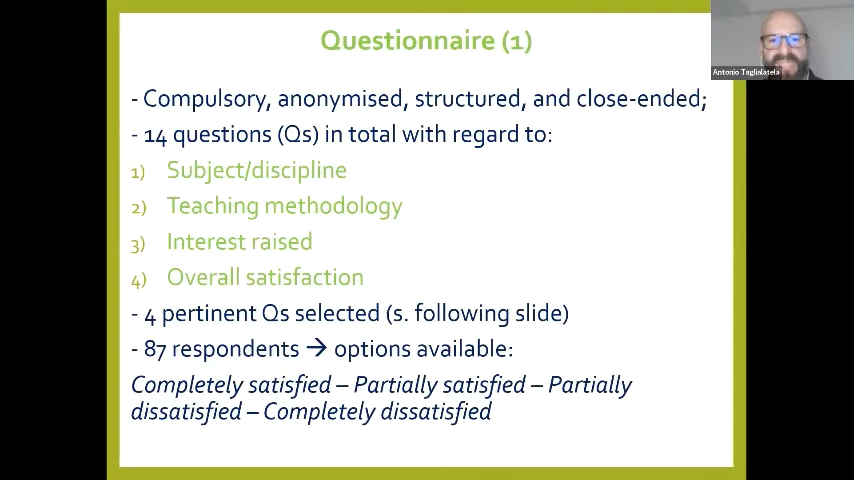 Questionnaire (1)
Antonio Taglialatela
- Compulsory, anonymised, structured, and close-ended;
- 14 questions (Qs) in total with regard to:
1) Subject/discipline
2) Teaching methodology
3) Interest raised
4) Overall satisfaction
- 4 pertinent Qs selected (s. following slide)
- 87 respondents → options available:
Completely satisfied – Partially satisfied – Partially
dissatisfied – Completely dissatisfied